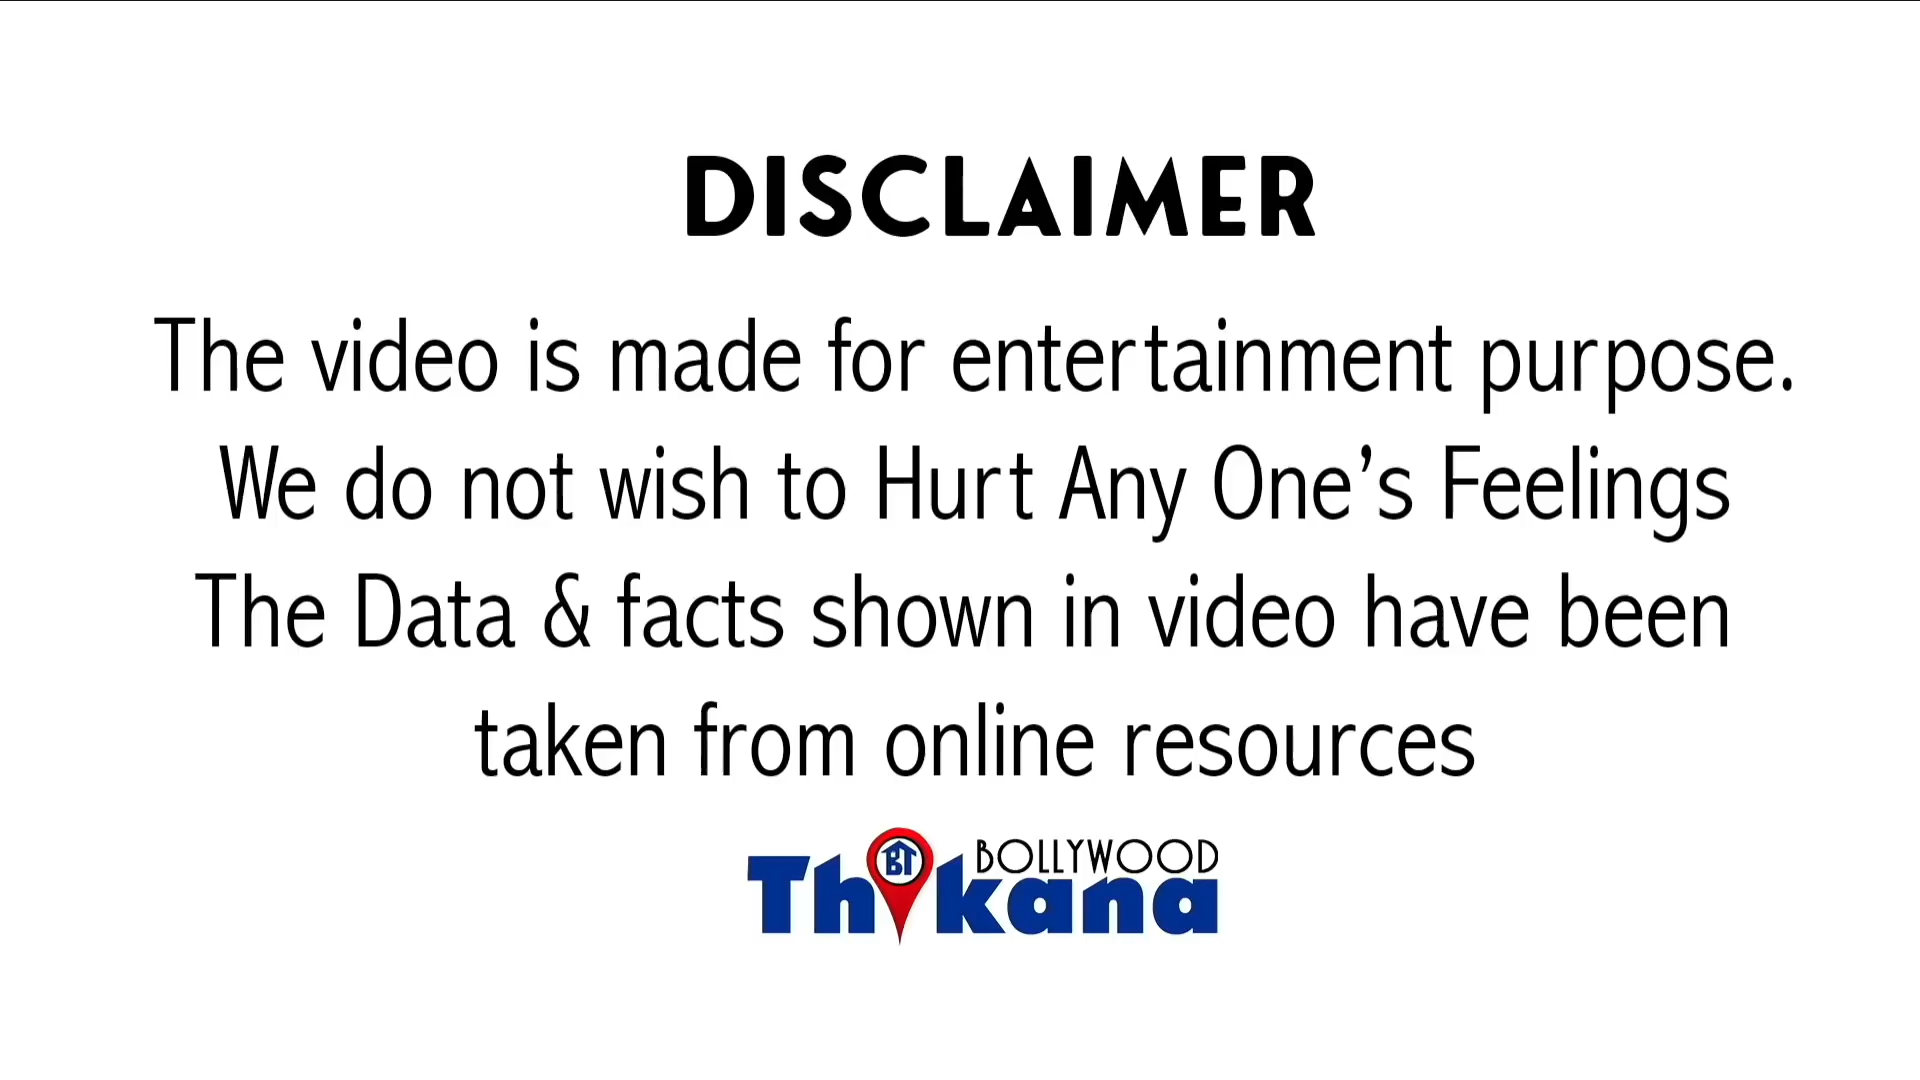 DISCLAIMER
The video is made for entertainment purpose.
We do not wish to Hurt Any One’s Feelings
The Data & facts shown in video have been
taken from online resources
BT
BOLLYWOOD
Thikana